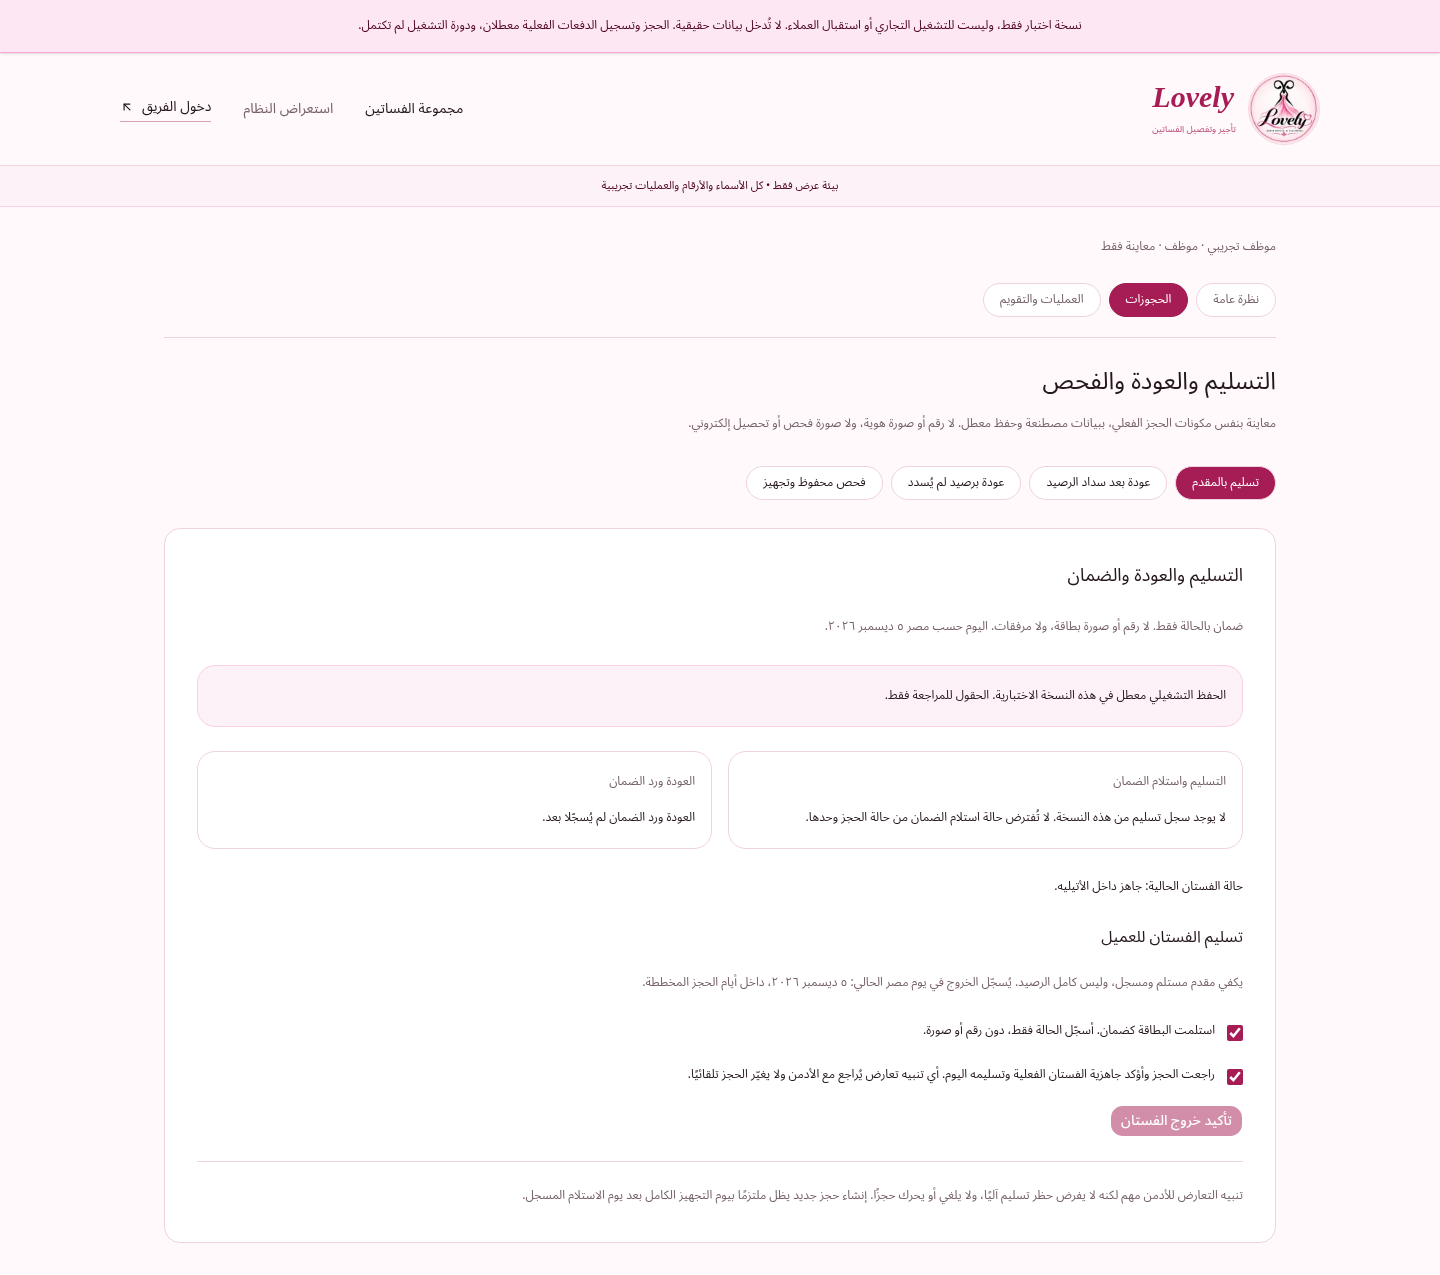 نسخة اختبار فقط، وليست للتشغيل التجاري أو استقبال العملاء. لا تُدخل بيانات حقيقية. الحجز وتسجيل الدفعات الفعلية معطلان، ودورة التشغيل لم تكتمل.
Lovely
تأجير وتفصيل الفساتين
Lovely
مجموعة الفساتين
استعراض النظام
دخول الفريق
بيئة عرض فقط • كل الأسماء والأرقام والعمليات تجريبية
موظف تجريبي · موظف · معاينة فقط
نظرة عامة
الحجوزات
العمليات والتقويم
التسليم والعودة والفحص
معاينة بنفس مكونات الحجز الفعلي، ببيانات مصطنعة وحفظ معطل. لا رقم أو صورة هوية، ولا صورة فحص أو تحصيل إلكتروني.
تسليم بالمقدم
عودة بعد سداد الرصيد
عودة برصيد لم يُسدد
فحص محفوظ وتجهيز
التسليم والعودة والضمان
ضمان بالحالة فقط. لا رقم أو صورة بطاقة، ولا مرفقات. اليوم حسب مصر ٥ ديسمبر ٢٠٢٦.
الحفظ التشغيلي معطل في هذه النسخة الاختبارية. الحقول للمراجعة فقط.
التسليم واستلام الضمان
لا يوجد سجل تسليم من هذه النسخة. لا تُفترض حالة استلام الضمان من حالة الحجز وحدها.
العودة ورد الضمان
العودة ورد الضمان لم يُسجّلا بعد.
حالة الفستان الحالية: جاهز داخل الأتيليه.
تسليم الفستان للعميل
يكفي مقدم مستلم ومسجل، وليس كامل الرصيد. يُسجّل الخروج في يوم مصر الحالي: ٥ ديسمبر ٢٠٢٦، داخل أيام الحجز المخططة.
استلمت البطاقة كضمان. أسجّل الحالة فقط، دون رقم أو صورة.
راجعت الحجز وأؤكد جاهزية الفستان الفعلية وتسليمه اليوم. أي تنبيه تعارض يُراجع مع الأدمن ولا يغيّر الحجز تلقائيًا.
تأكيد خروج الفستان
تنبيه التعارض للأدمن مهم لكنه لا يفرض حظر تسليم آليًا، ولا يلغي أو يحرك حجزًا. إنشاء حجز جديد يظل ملتزمًا بيوم التجهيز الكامل بعد يوم الاستلام المسجل.